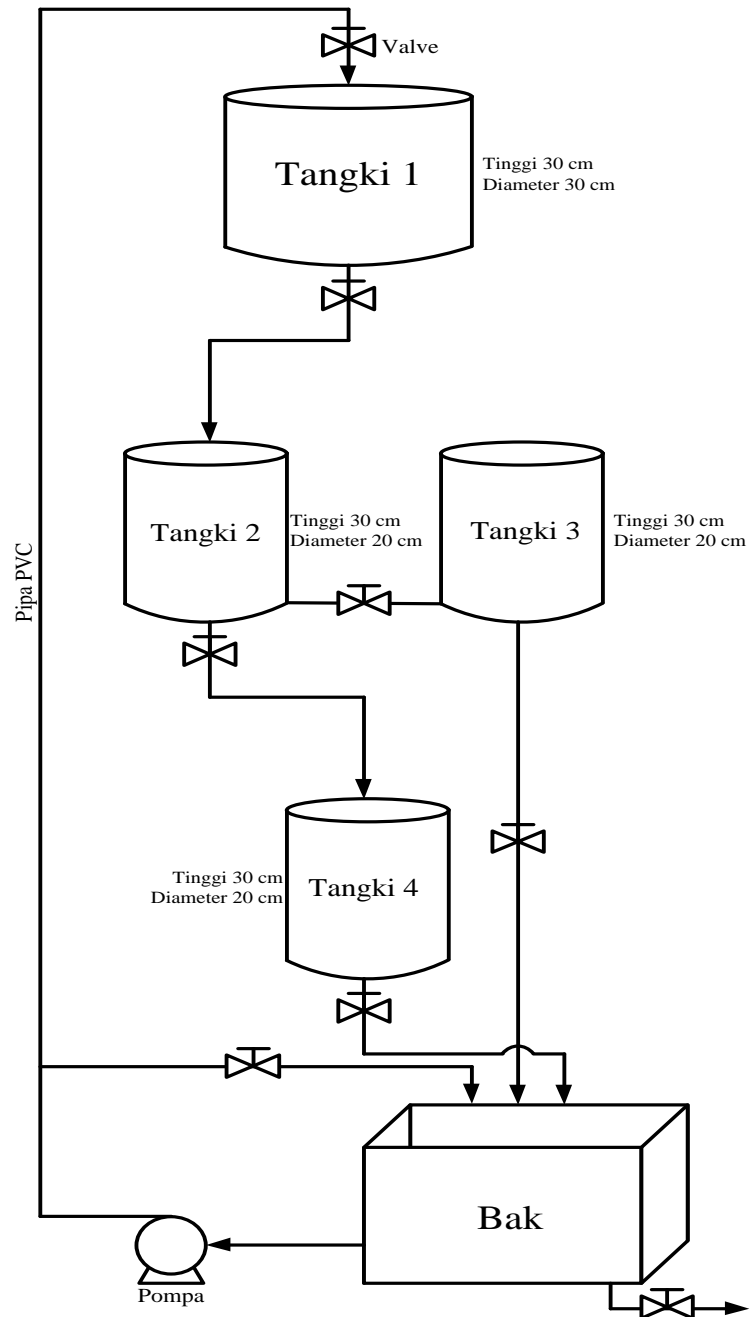 Valve
Tangki 1
Tinggi 30 cm
Diameter 30 cm
Tangki 2
Tinggi 30 cm
Diameter 20 cm
Tangki 3
Tinggi 30 cm
Diameter 20 cm
Pipa PVC
Tinggi 30 cm
Diameter 20 cm
Tangki 4
Bak
Pompa